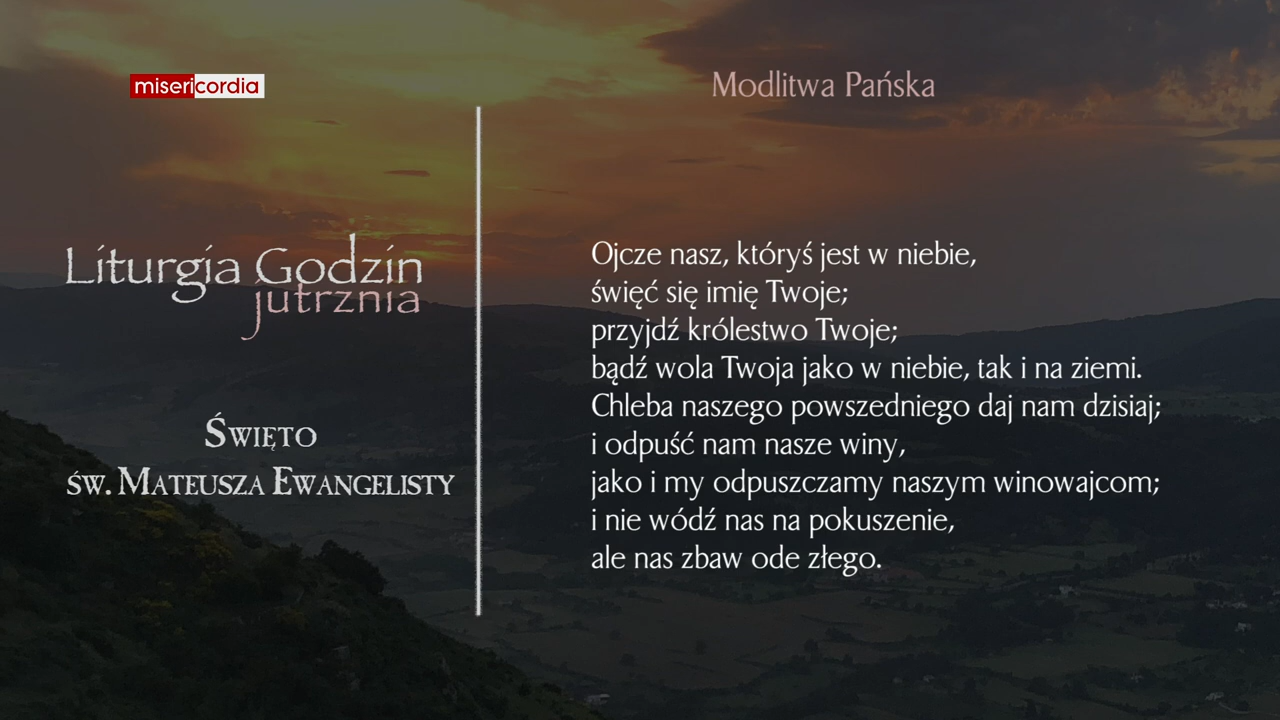 misericordia
Liturgia Godzin
jutrznia
Święto
św. Mateusza Ewangelisty
Modlitwa Pańska
Ojcze nasz, któryś jest w niebie,
święć się imię Twoje;
przyjdź królestwo Twoje;
bądź wola Twoja jako w niebie, tak i na ziemi.
Chleba naszego powszedniego daj nam dzisiaj;
i odpuść nam nasze winy,
jako i my odpuszczamy naszym winowajcom;
i nie wódź nas na pokuszenie,
ale nas zbaw ode złego.